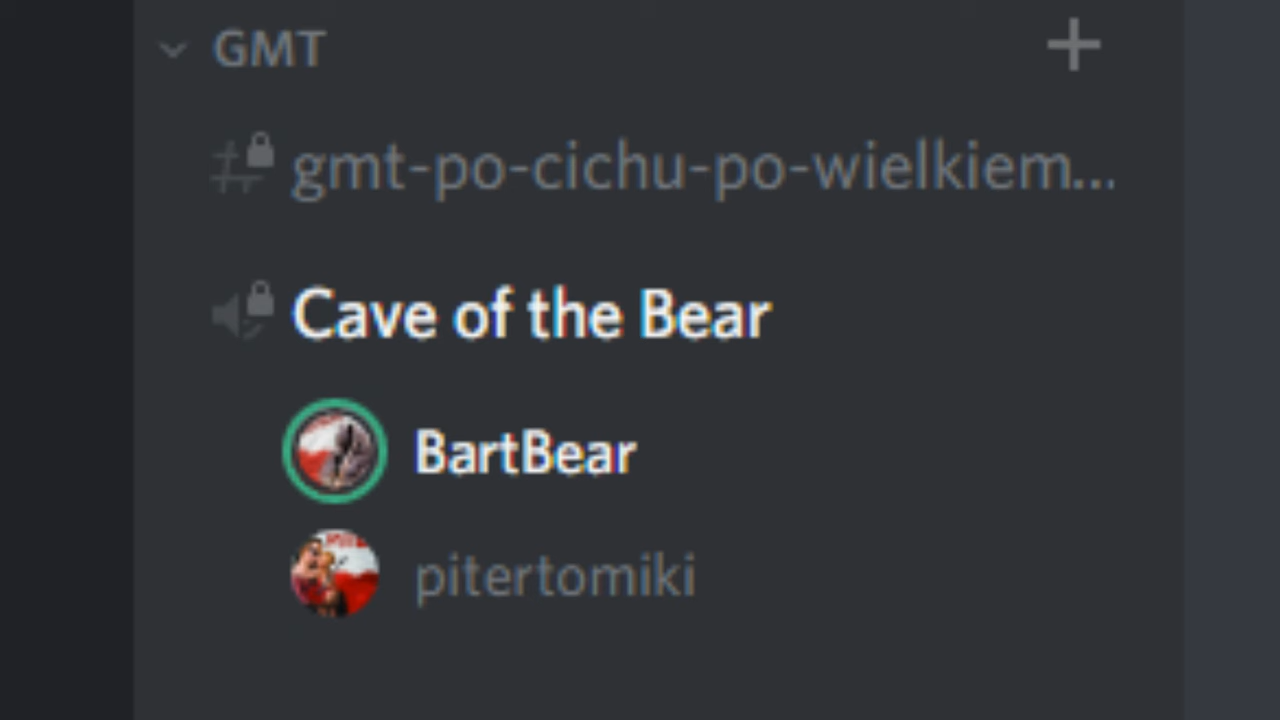 GMT
gmt-po-cichu-po-wielkiem...
Cave of the Bear
BartBear
pitertomiki